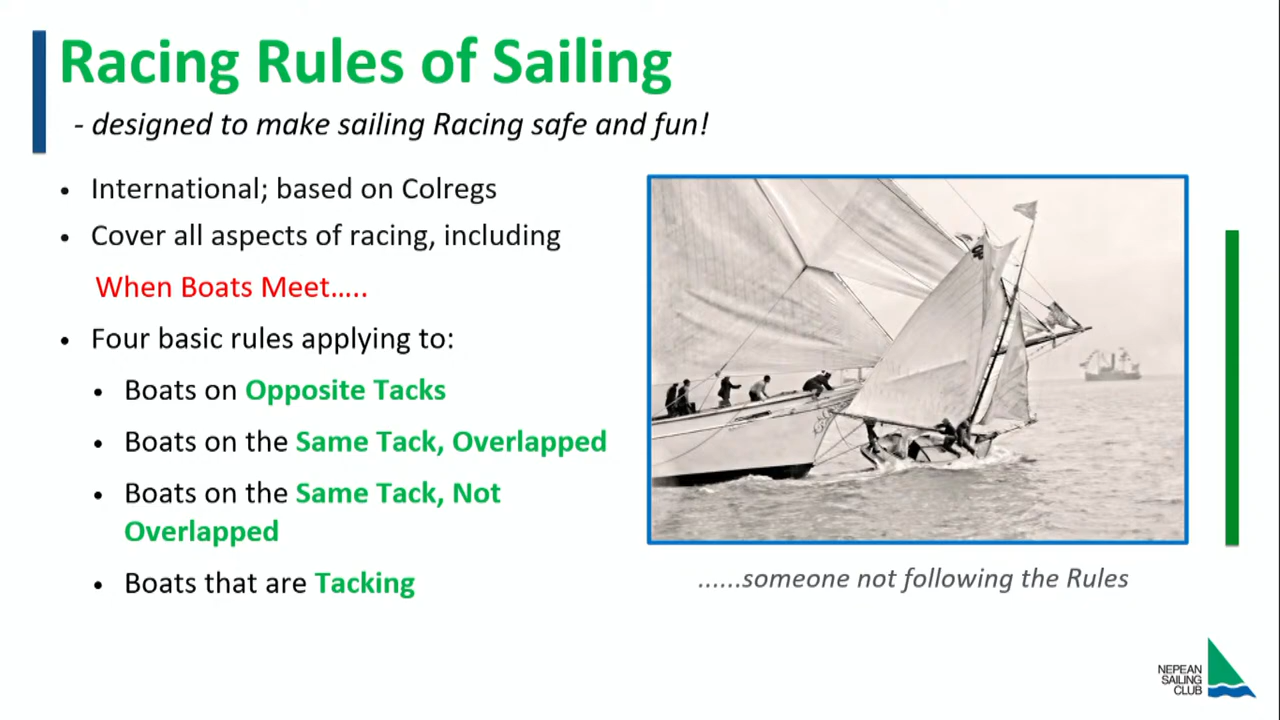 Racing Rules of Sailing
- designed to make sailing Racing safe and fun!
• International; based on Colregs
• Cover all aspects of racing, including
When Boats Meet…..
• Four basic rules applying to:
• Boats on Opposite Tacks
• Boats on the Same Tack, Overlapped
• Boats on the Same Tack, Not
Overlapped
• Boats that are Tacking
......someone not following the Rules
NEPEAN
SAILING
CLUB